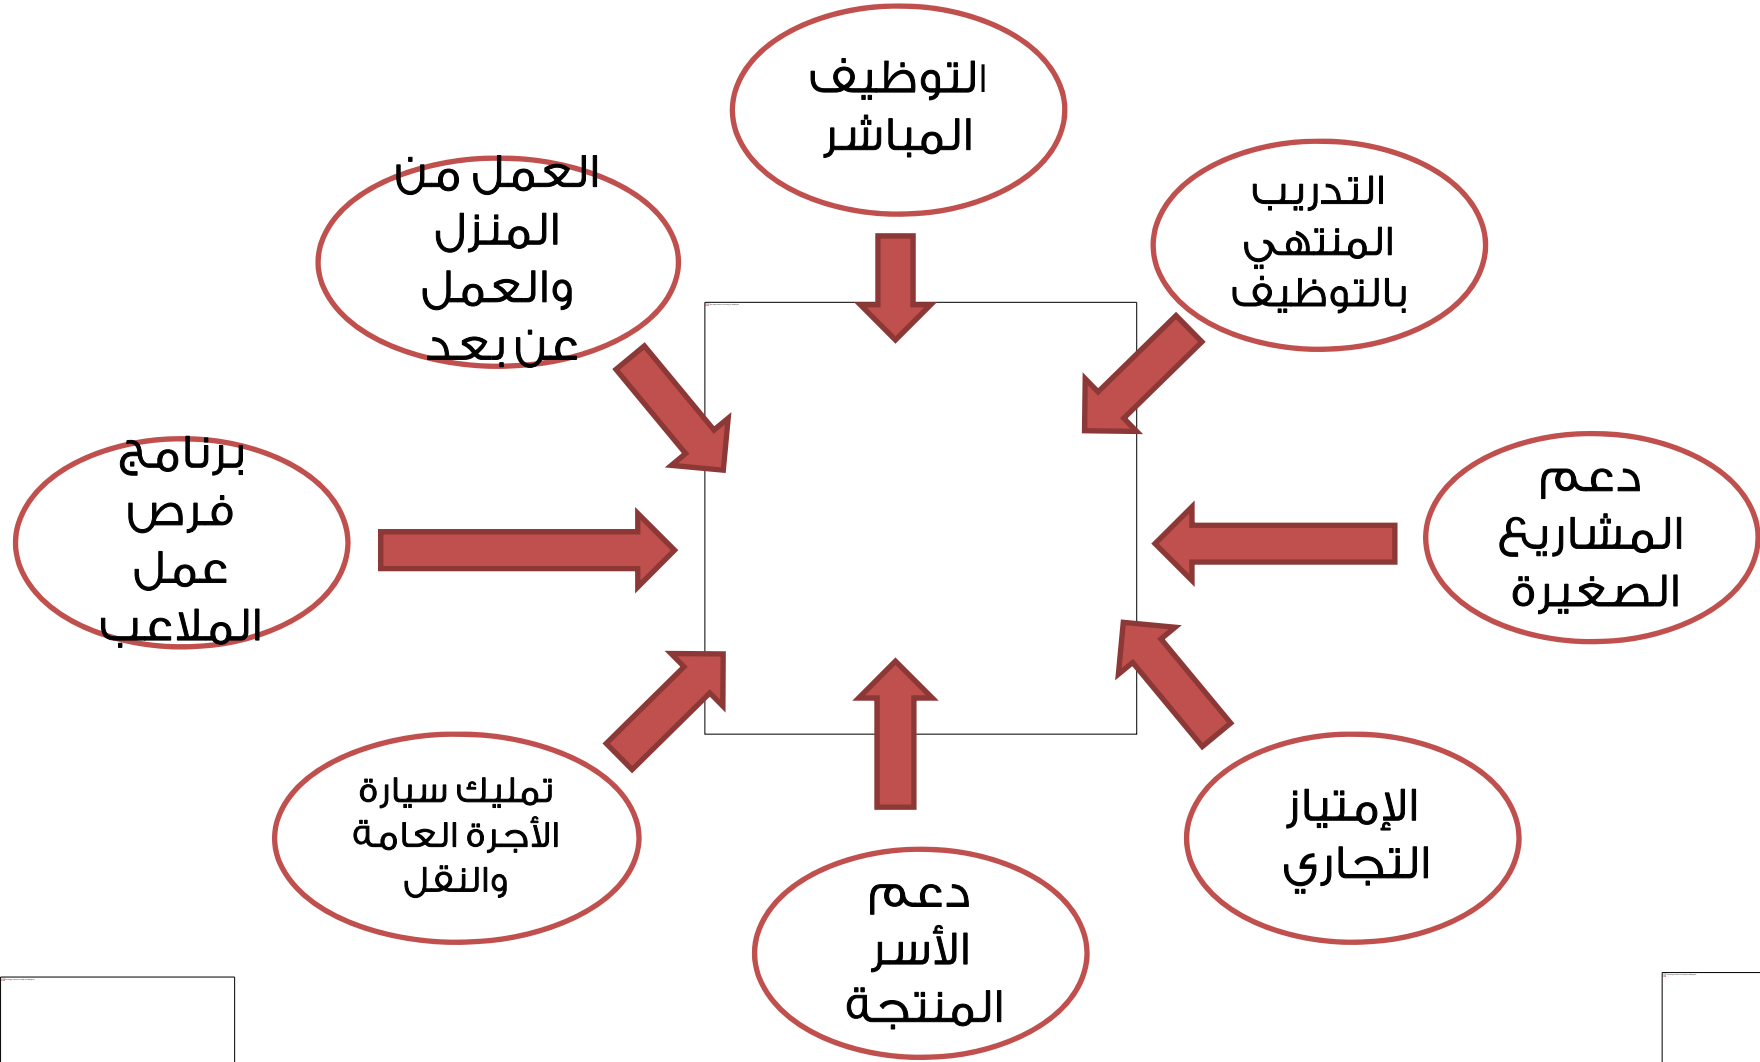 التوظيف
المباشر
التدريب
المنتهي
بالتوظيف
دعم
المشاريع
الصغيرة
الإمتياز
التجاري
دعم
الأسر
المنتجة
تمليك سيارة
الأجرة العامة
والنقل
برنامج
فرص
عمل
الملاعب
العمل من
المنزل
والعمل
عن بعد